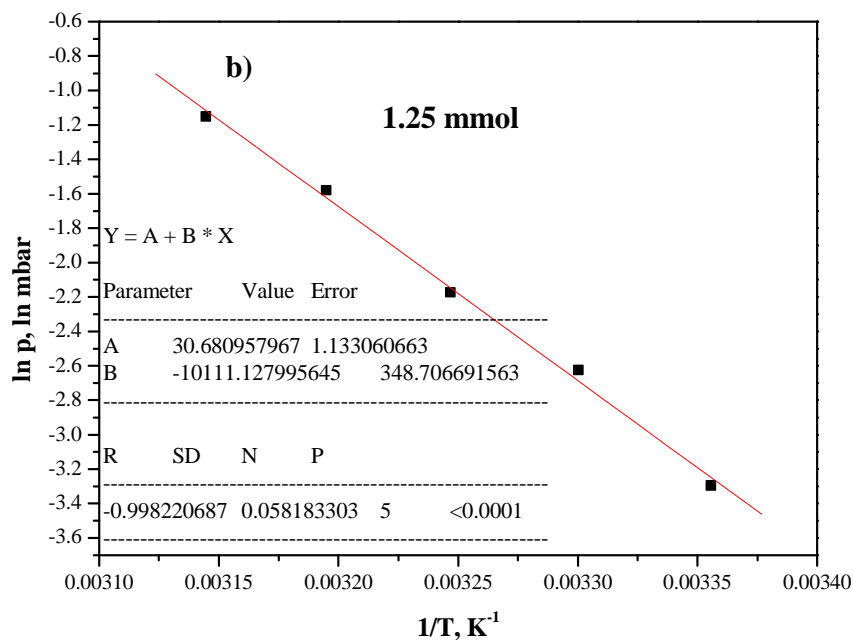 b)
1.25 mmol
Y = A + B * X
Parameter Value Error
------------------------------------------------------------
A 30.680957967 1.133060663
B -10111.127995645 348.706691563
------------------------------------------------------------
R SD N P
------------------------------------------------------------
-0.998220687 0.058183303 5 <0.0001
------------------------------------------------------------
ln p, ln mbar
-0.6
-0.8
-1.0
-1.2
-1.4
-1.6
-1.8
-2.0
-2.2
-2.4
-2.6
-2.8
-3.0
-3.2
-3.4
-3.6
0.00310 0.00315 0.00320 0.00325 0.00330 0.00335 0.00340
1/T, K⁻¹